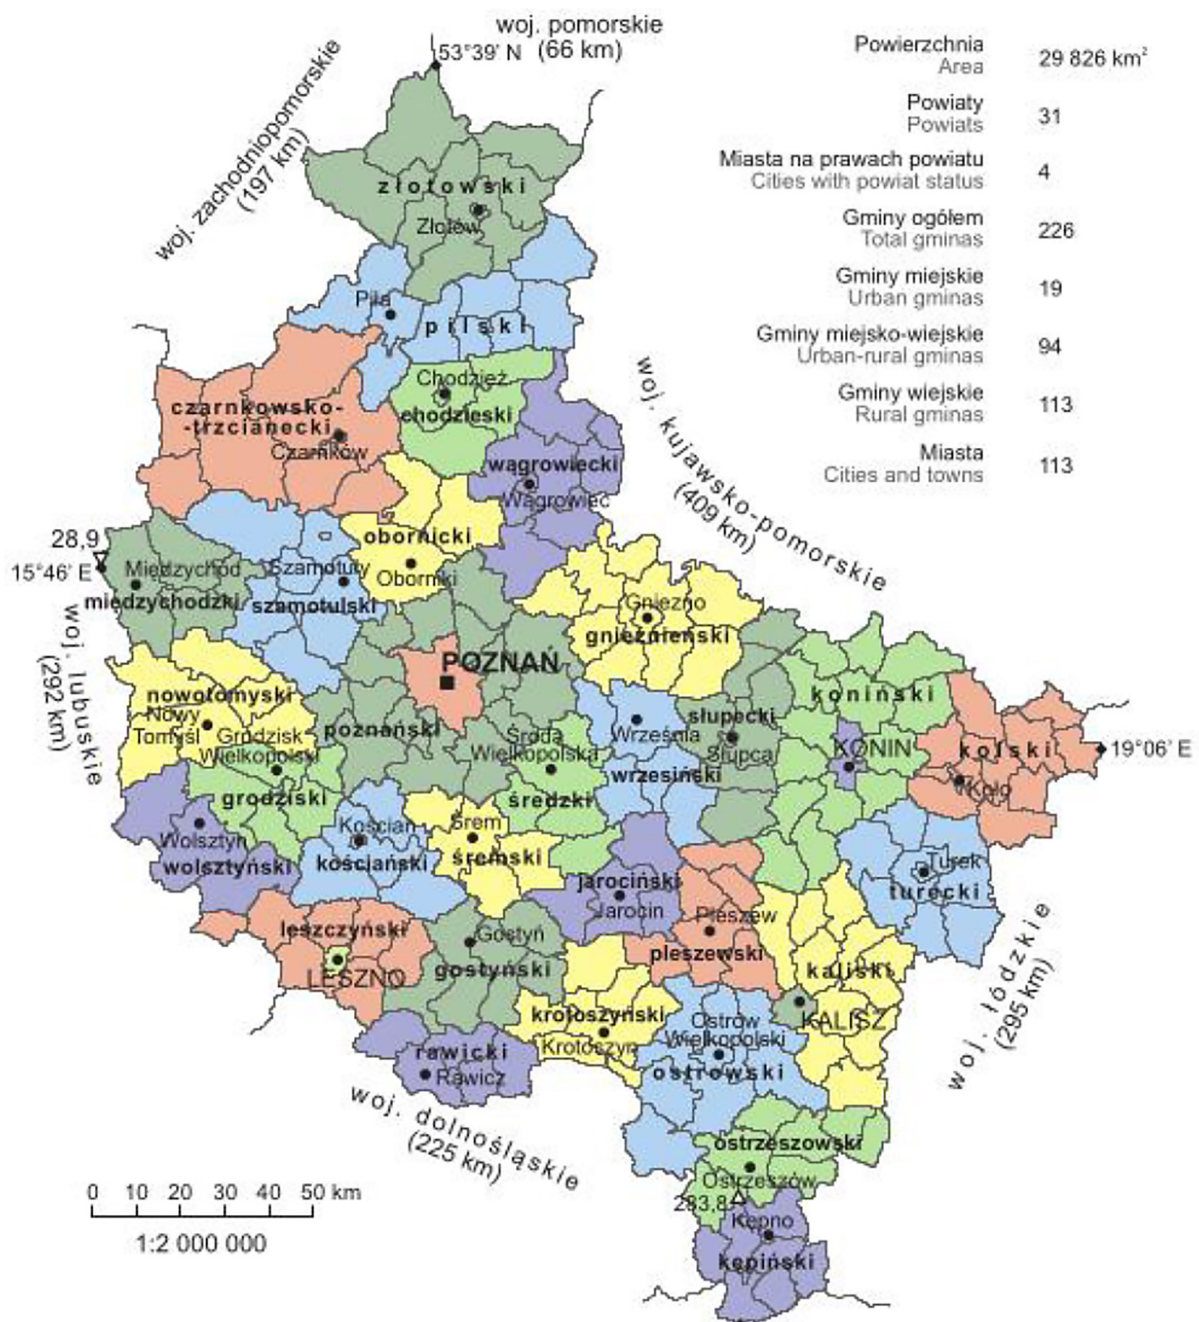 woj. pomorskie
(66 km)
53°39' N
woj. zachodniopomorskie
(197 km)
Powierzchnia
Area
29 826 km²
Powiaty
Powiats
31
Miasta na prawach powiatu
Cities with powiat status
4
Gminy ogółem
Total gminas
226
Gminy miejskie
Urban gminas
19
Gminy miejsko-wiejskie
Urban-rural gminas
94
Gminy wiejskie
Rural gminas
113
Miasta
Cities and towns
113
złotowski
Złotów
Piła
pilski
Chodzież
chodzieski
czarnkowsko-
-trzcianecki
Czarnków
wągrowiecki
Wągrowiec
woj. kujawsko-pomorskie
(409 km)
obornicki
Oborniki
28,9
15°46' E
Międzychód
międzychodzki
Szamotuły
szamotulski
Gniezno
gnieźnieński
POZNAŃ
poznański
woj. lubuskie
(292 km)
nowotomyski
Nowy
Tomyśl
Grodzisk
Wielkopolski
grodziski
Środa
Wielkopolska
średzki
Września
wrzesiński
słupecki
Słupca
koniński
KONIN
kolski
Koło
19°06' E
Wolsztyn
wolsztyński
Kościan
kościański
Śrem
śremski
jarociński
Jarocin
Turek
turecki
leszczyński
LESZNO
Gostyń
gostyński
Pleszew
pleszewski
kaliski
KALISZ
woj. łódzkie
(295 km)
krotoszyński
Krotoszyn
Ostrów
Wielkopolski
ostrowski
rawicki
Rawicz
woj. dolnośląskie
(225 km)
ostrzeszowski
Ostrzeszów
283,8
Kępno
kępiński
0 10 20 30 40 50 km
1:2 000 000